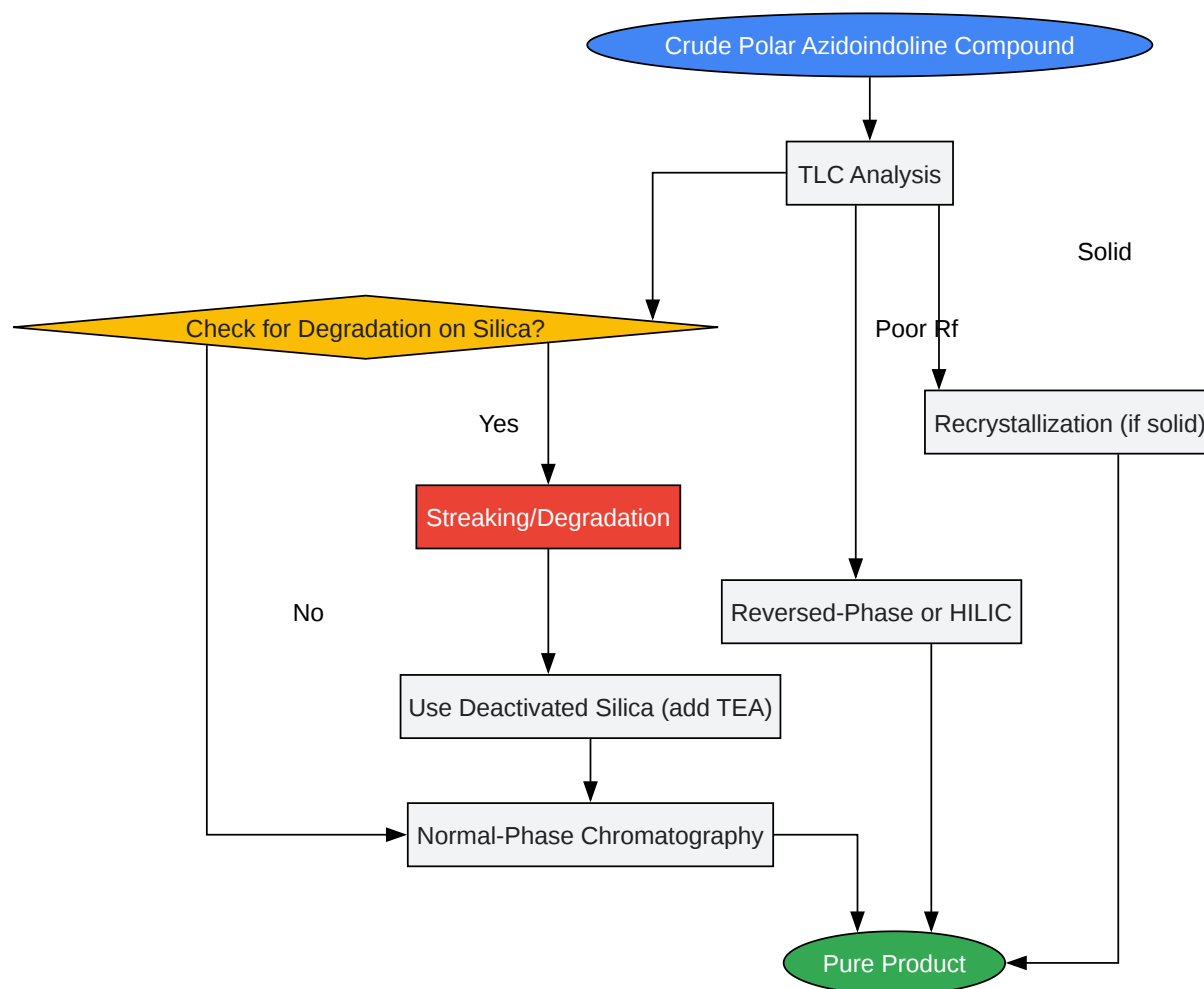 Crude Polar Azidoindoline Compound
TLC Analysis
Solid
Check for Degradation on Silica?
Poor Rf
Recrystallization (if solid)
Yes
Streaking/Degradation
No
Reversed-Phase or HILIC
Use Deactivated Silica (add TEA)
Normal-Phase Chromatography
Pure Product